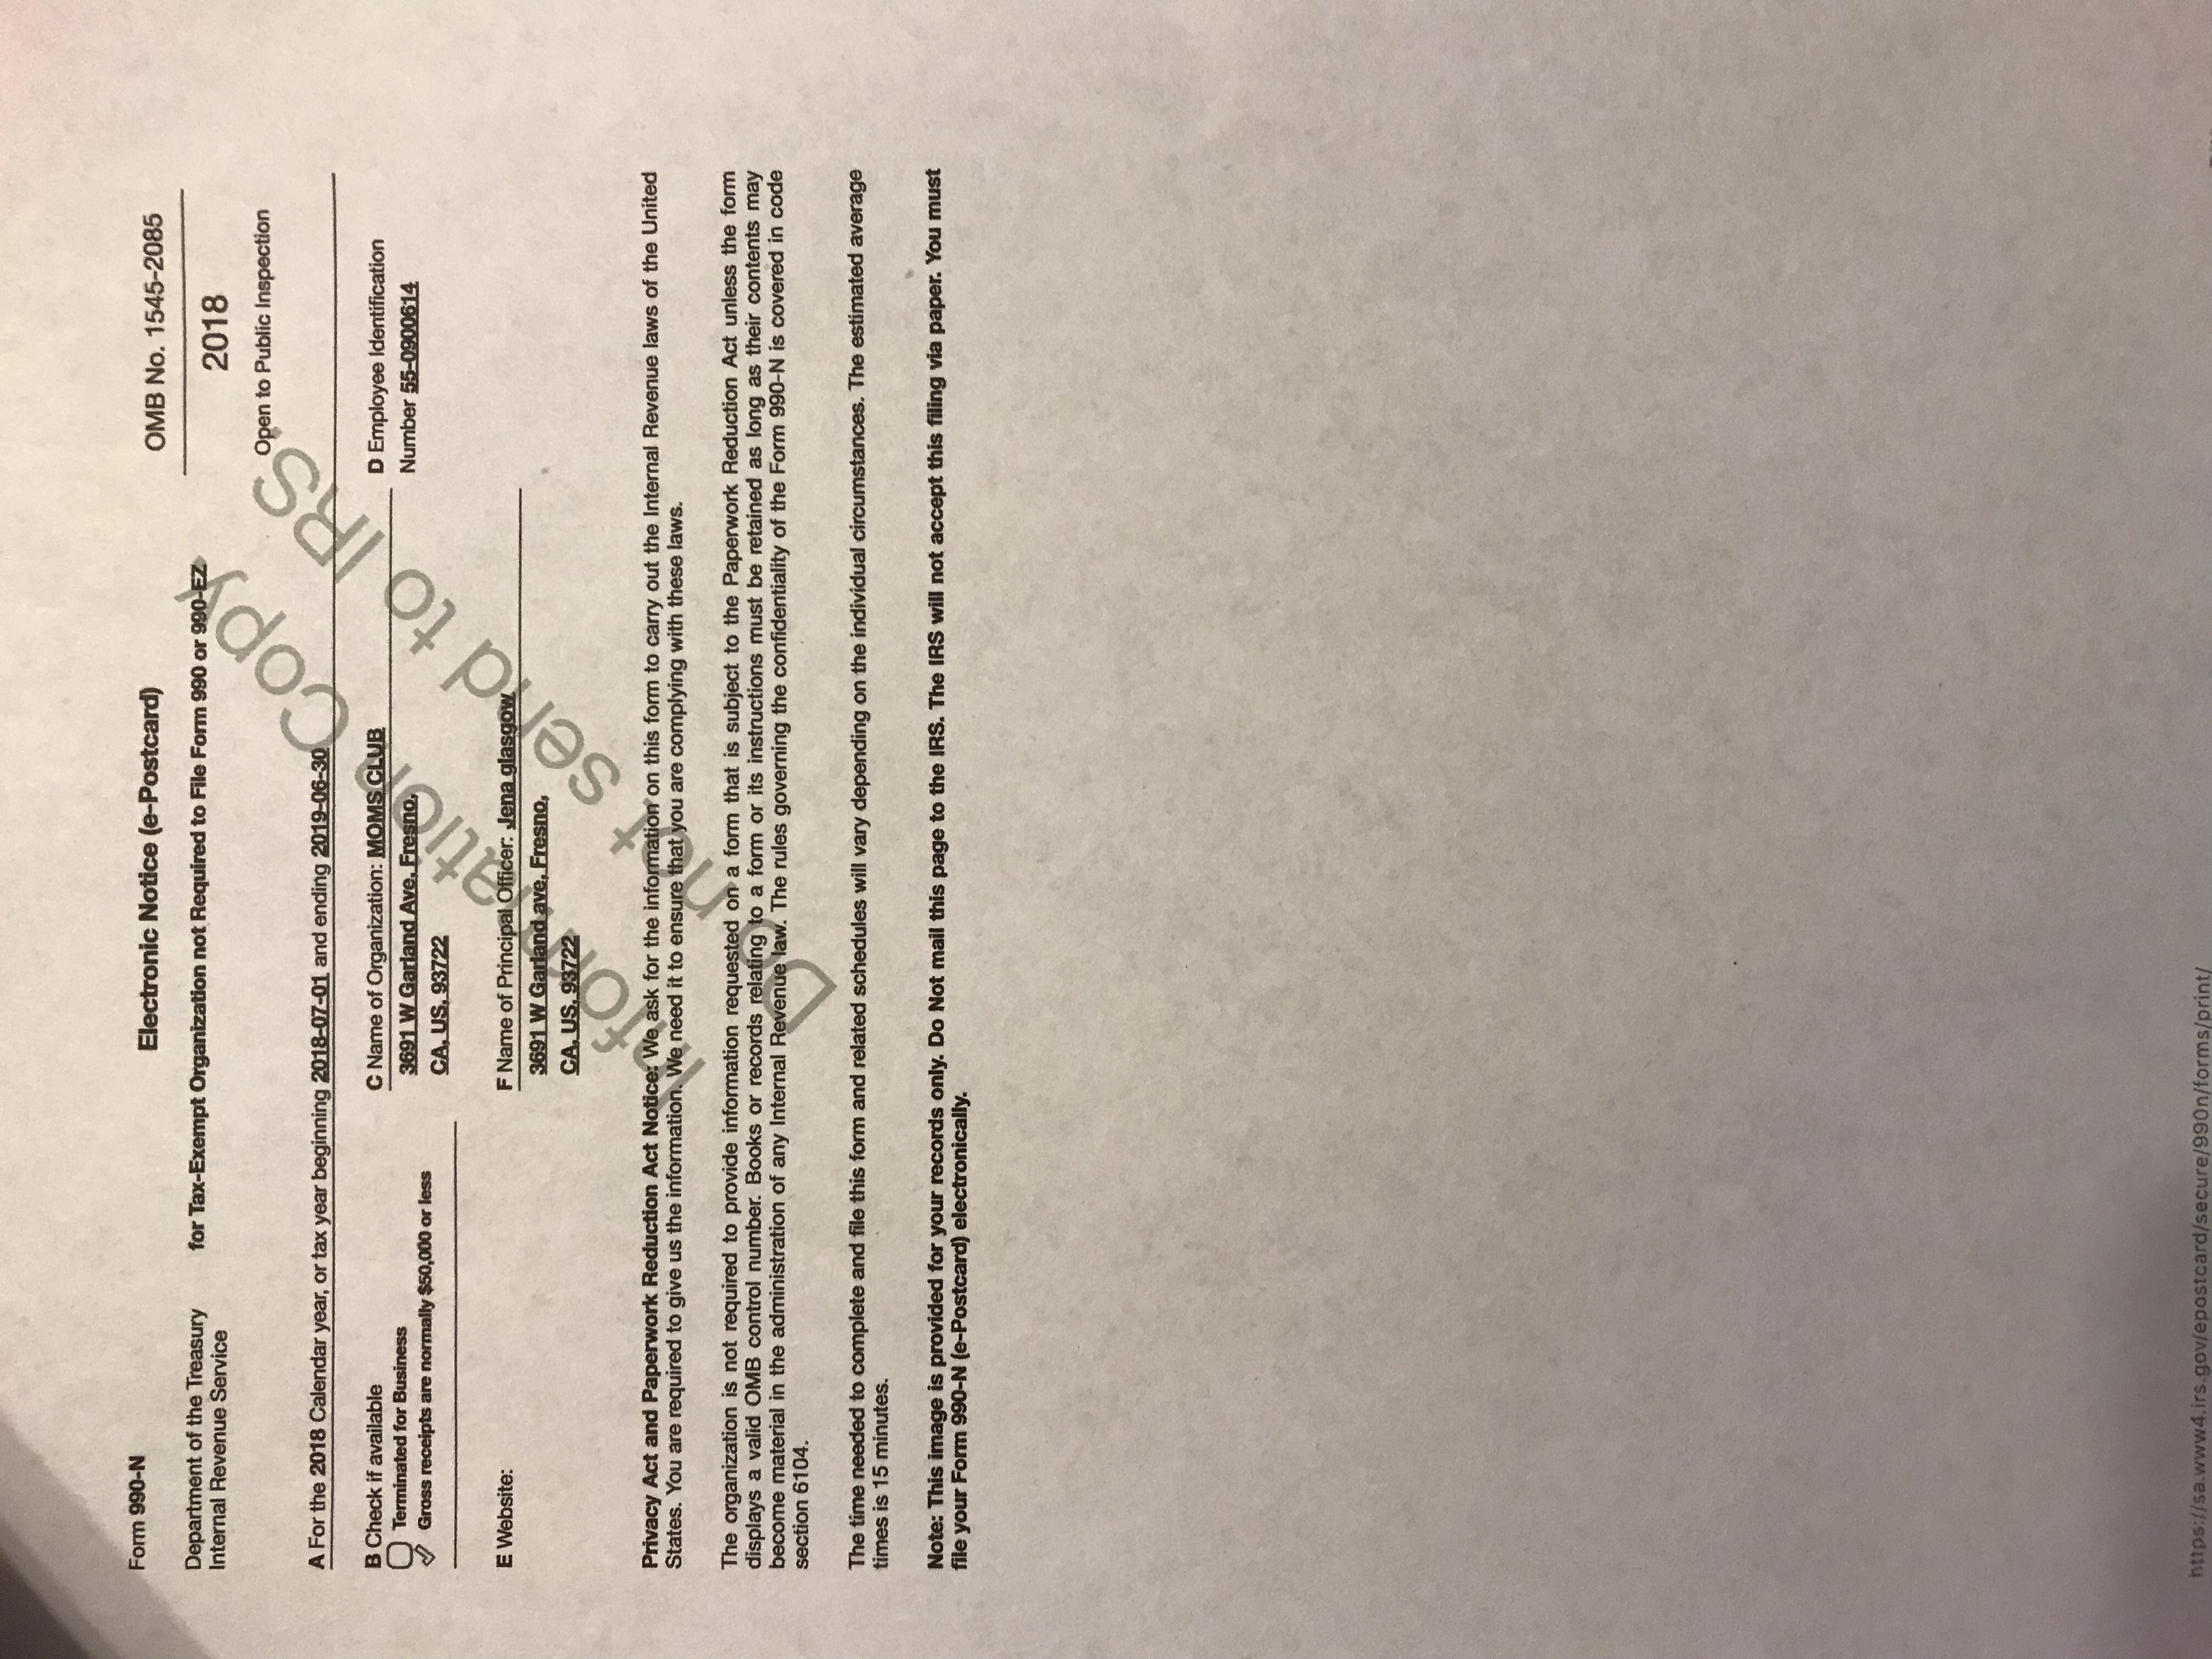 Form 990-N
Electronic Notice (e-Postcard)
OMB No. 1545-2085
Department of the Treasury
Internal Revenue Service
for Tax-Exempt Organization not Required to File Form 990 or 990-EZ
2018
Open to Public Inspection
A For the 2018 Calendar year, or tax year beginning 2018-07-01 and ending 2019-06-30
B Check if available
Terminated for Business
Gross receipts are normally $50,000 or less
C Name of Organization: MOMS CLUB
3691 W Garland Ave, Fresno,
CA, US, 93722
D Employee Identification
Number 55-0900614
E Website:
F Name of Principal Officer: Jena glasgow
3691 W Garland ave, Fresno,
CA, US, 93722
Information Copy.
Do not send to IRS.
Privacy Act and Paperwork Reduction Act Notice: We ask for the information on this form to carry out the Internal Revenue laws of the United
States. You are required to give us the information. We need it to ensure that you are complying with these laws.
The organization is not required to provide information requested on a form that is subject to the Paperwork Reduction Act unless the form
displays a valid OMB control number. Books or records relating to a form or its instructions must be retained as long as their contents may
become material in the administration of any Internal Revenue law. The rules governing the confidentiality of the Form 990-N is covered in code
section 6104.
The time needed to complete and file this form and related schedules will vary depending on the individual circumstances. The estimated average
times is 15 minutes.
Note: This image is provided for your records only. Do Not mail this page to the IRS. The IRS will not accept this filing via paper. You must
file your Form 990-N (e-Postcard) electronically.
https://sa.www4.irs.gov/epostcard/secure/990n/forms/print/